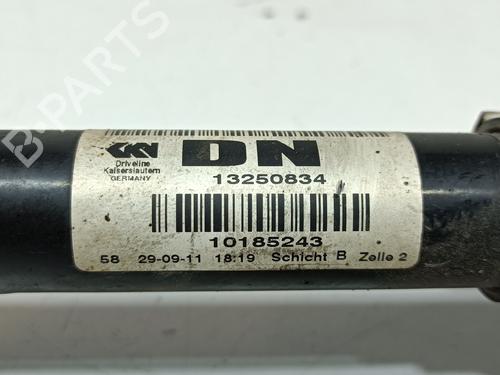 B PARTS
GKN
DN
Driveline
Kaiserslautern
GERMANY
13250834
10185243
58 29-09-11 18:19 Schicht B Zelle 2